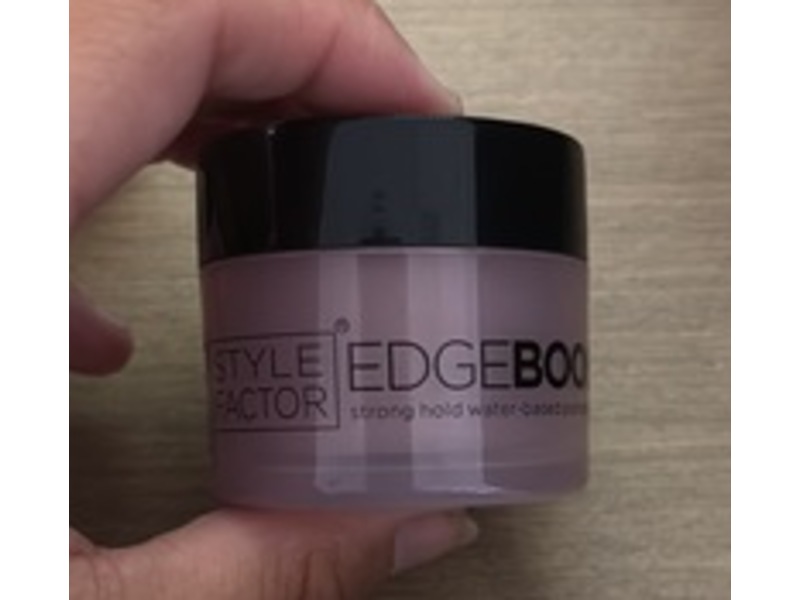 STYLE
FACTOR®
EDGEBOO
strong hold water-based